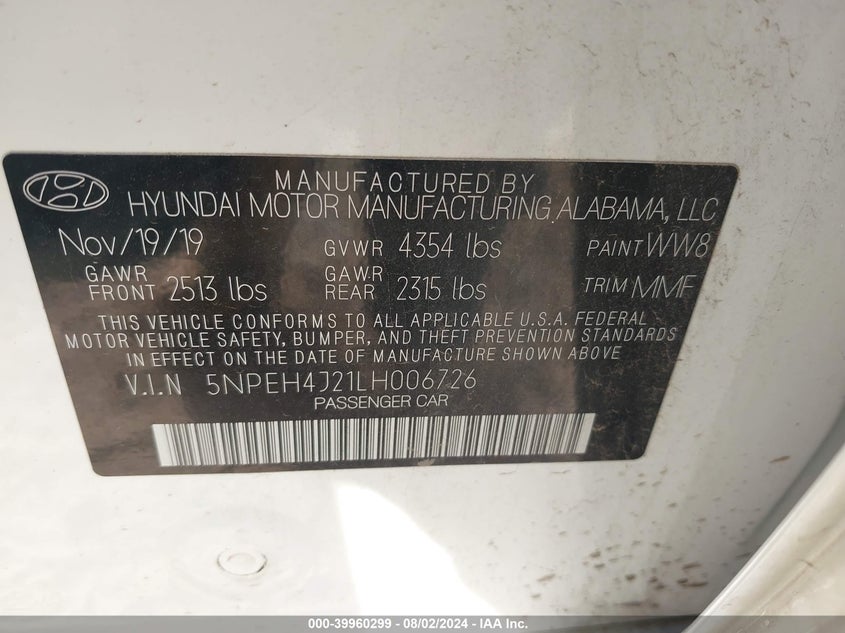 MANUFACTURED BY
HYUNDAI MOTOR MANUFACTURING ALABAMA, LLC
Nov/19/19 GVWR 4354 lbs PAINT WW8
GAWR FRONT 2513 lbs GAWR REAR 2315 lbs TRIM MMF
THIS VEHICLE CONFORMS TO ALL APPLICABLE U.S.A. FEDERAL
MOTOR VEHICLE SAFETY, BUMPER, AND THEFT PREVENTION STANDARDS
IN EFFECT ON THE DATE OF MANUFACTURE SHOWN ABOVE.
V.I.N 5NPEH4J21LH006726
PASSENGER CAR
000-39960299 - 08/02/2024 - IAA Inc.